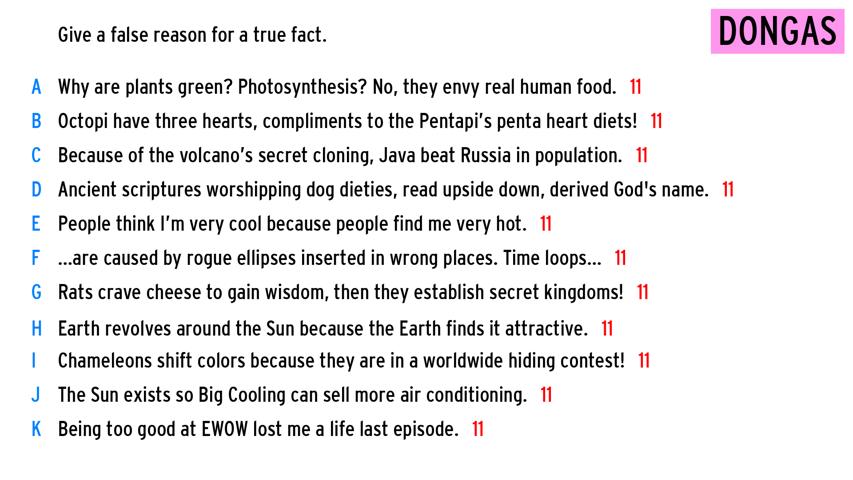 Give a false reason for a true fact.
DONGAS
A Why are plants green? Photosynthesis? No, they envy real human food. 11
B Octopi have three hearts, compliments to the Pentapi's penta heart diets! 11
C Because of the volcano's secret cloning, Java beat Russia in population. 11
D Ancient scriptures worshipping dog dieties, read upside down, derived God's name. 11
E People think I'm very cool because people find me very hot. 11
F ...are caused by rogue ellipses inserted in wrong places. Time loops... 11
G Rats crave cheese to gain wisdom, then they establish secret kingdoms! 11
H Earth revolves around the Sun because the Earth finds it attractive. 11
I Chameleons shift colors because they are in a worldwide hiding contest! 11
J The Sun exists so Big Cooling can sell more air conditioning. 11
K Being too good at EWOW lost me a life last episode. 11